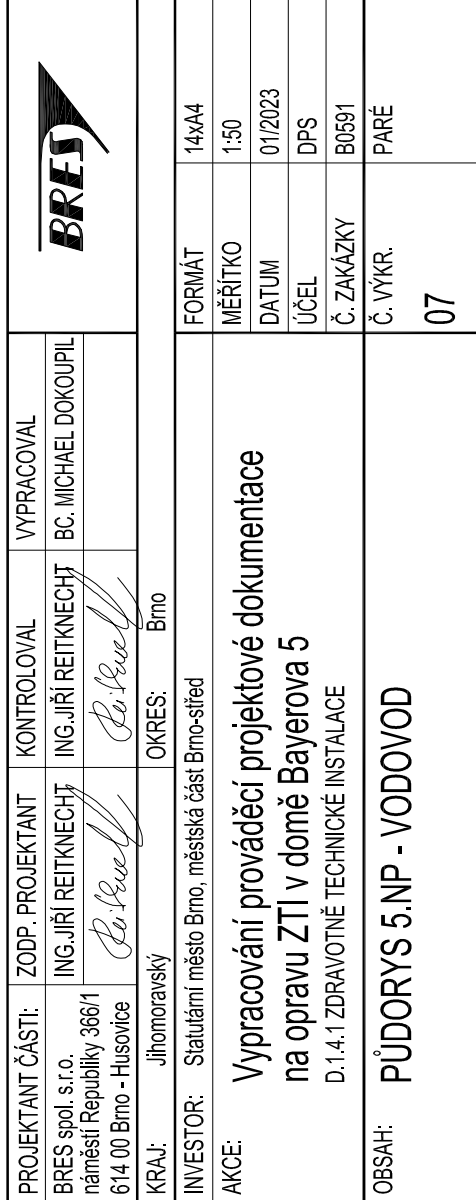 PROJEKTANT ČÁSTI:
ZODP. PROJEKTANT
KONTROLOVAL
VYPRACOVAL
BRES spol. s.r.o.
náměstí Republiky 366/1
614 00 Brno - Husovice
ING.JIŘÍ REITKNECHT
ING.JIŘÍ REITKNECHT
BC. MICHAEL DOKOUPIL
BRES
KRAJ: Jihomoravský
OKRES: Brno
INVESTOR: Statutární město Brno, městská část Brno-střed
AKCE:
Vypracování prováděcí projektové dokumentace
na opravu ZTI v domě Bayerova 5
D.1.4.1 ZDRAVOTNĚ TECHNICKÉ INSTALACE
FORMÁT 14xA4
MĚŘÍTKO 1:50
DATUM 01/2023
ÚČEL DPS
Č. ZAKÁZKY B0591
OBSAH:
PŮDORYS 5.NP - VODOVOD
Č. VÝKR. PARÉ
07